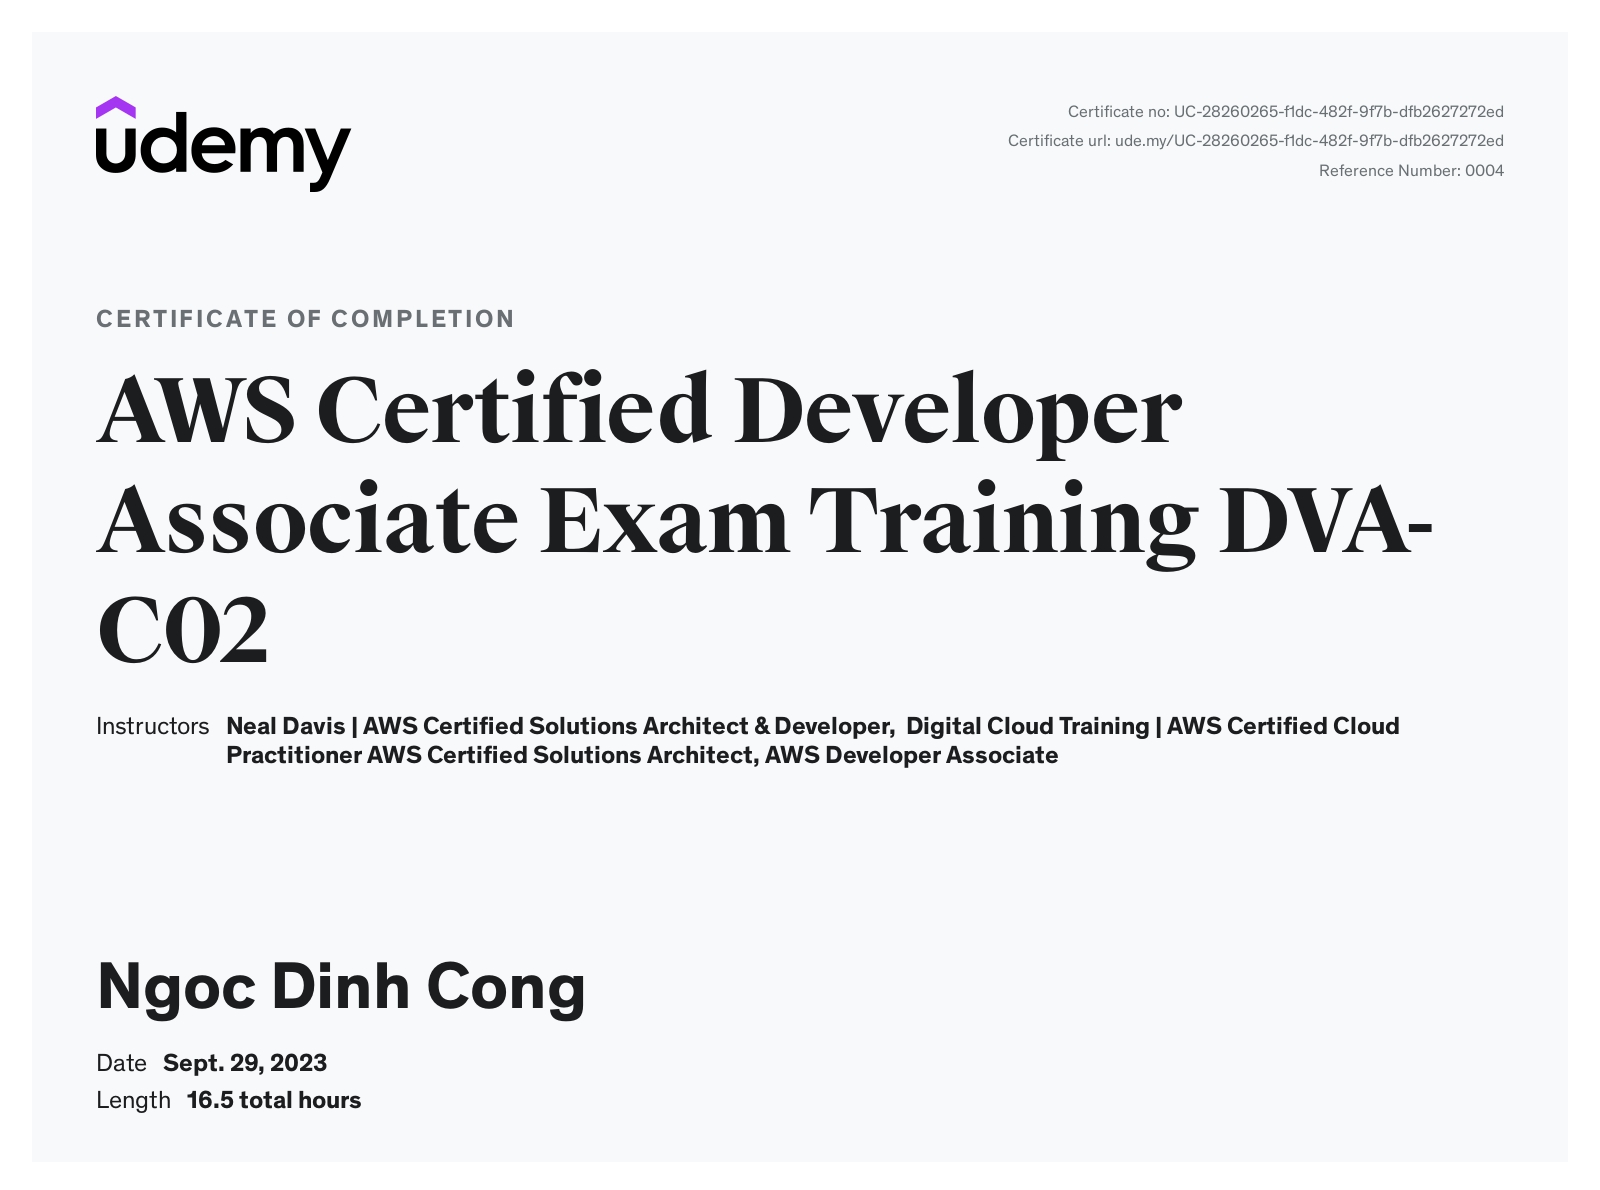 udemy
Certificate no: UC-28260265-f1dc-482f-9f7b-dfb2627272ed
Certificate url: ude.my/UC-28260265-f1dc-482f-9f7b-dfb2627272ed
Reference Number: 0004
CERTIFICATE OF COMPLETION
AWS Certified Developer
Associate Exam Training DVA-
C02
Instructors Neal Davis | AWS Certified Solutions Architect & Developer, Digital Cloud Training | AWS Certified Cloud
Practitioner AWS Certified Solutions Architect, AWS Developer Associate
Ngoc Dinh Cong
Date Sept. 29, 2023
Length 16.5 total hours